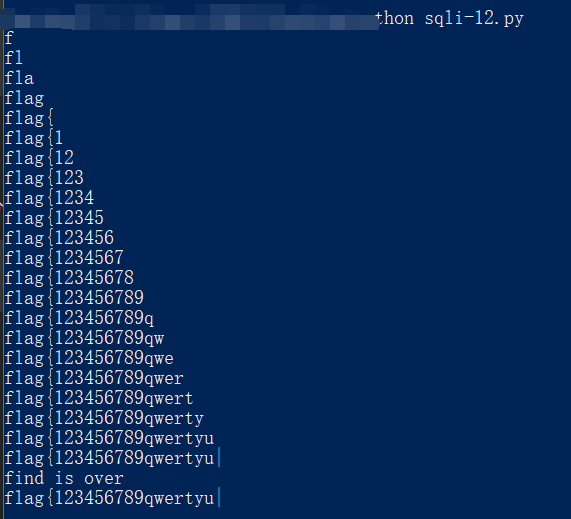 thon sqli-12.py
f
fl
fla
flag
flag{
flag{1
flag{12
flag{123
flag{1234
flag{12345
flag{123456
flag{1234567
flag{12345678
flag{123456789
flag{123456789q
flag{123456789qw
flag{123456789qwe
flag{123456789qwer
flag{123456789qwert
flag{123456789qwerty
flag{123456789qwertyu
flag{123456789qwertyu|
find is over
flag{123456789qwertyu|